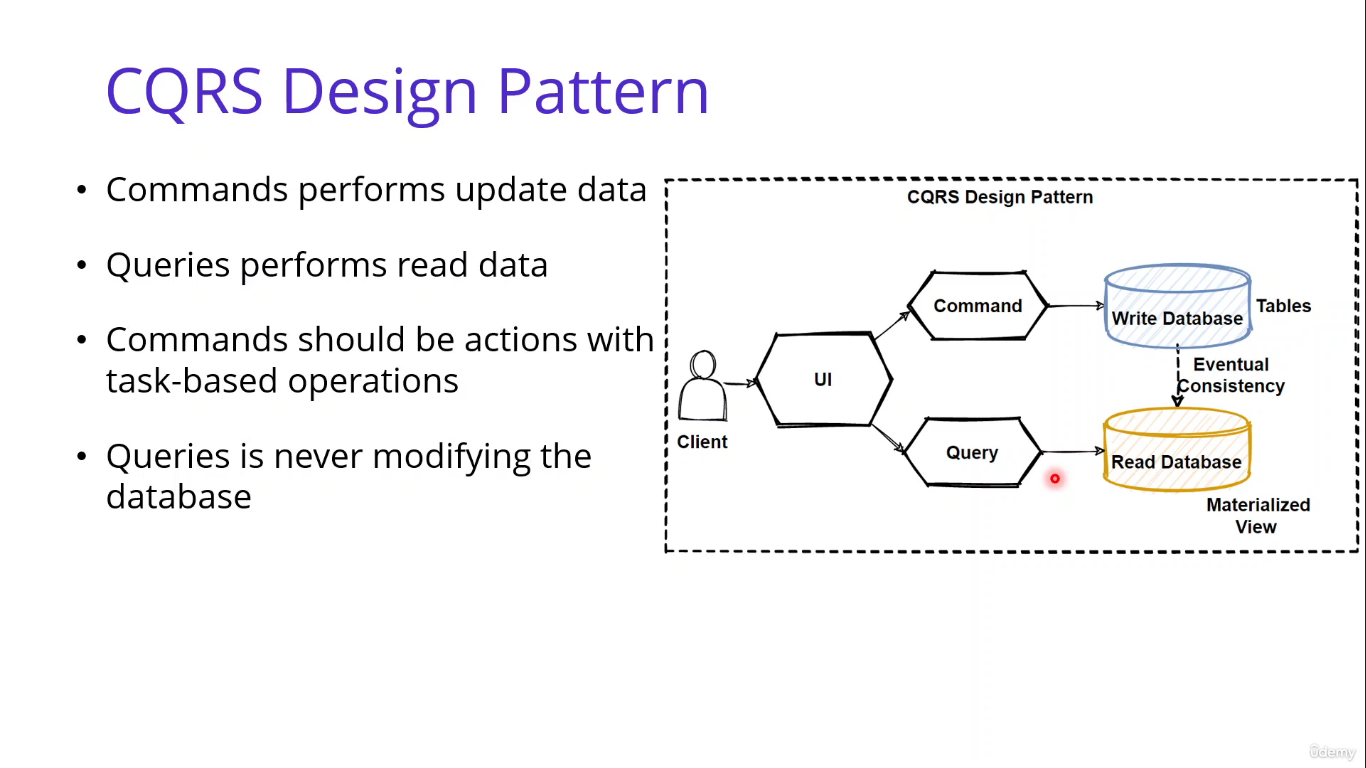 CQRS Design Pattern
• Commands performs update data
• Queries performs read data
• Commands should be actions with
task-based operations
• Queries is never modifying the
database
CQRS Design Pattern
Client
UI
Command
Query
Write Database
Tables
Eventual
Consistency
Read Database
Materialized
View
ûdemy